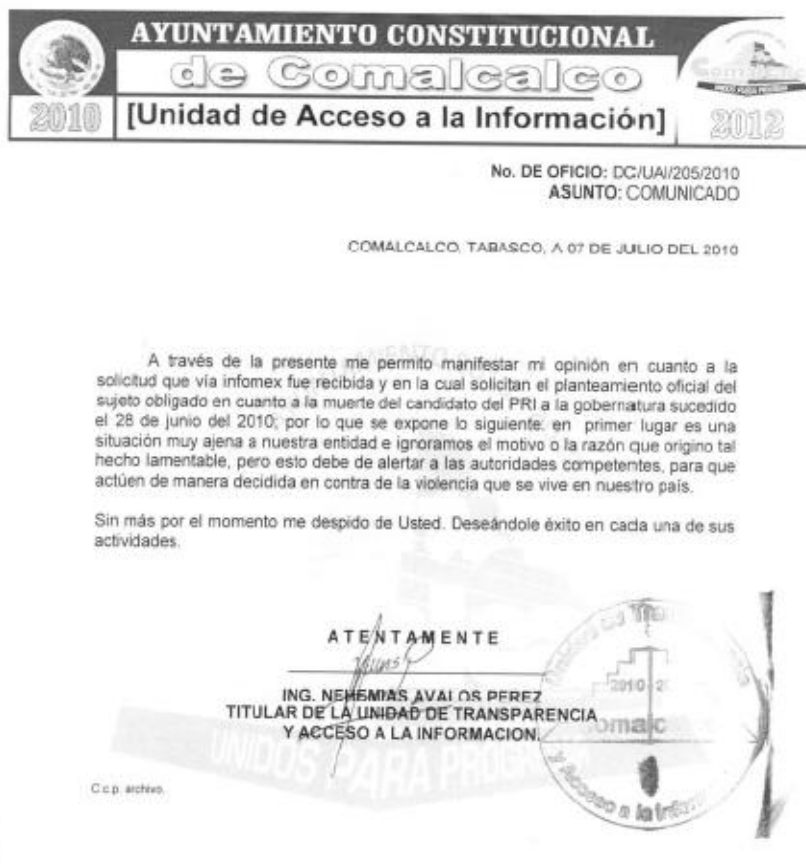 AYUNTAMIENTO CONSTITUCIONAL
de Comalcalco
2010 [Unidad de Acceso a la Información] 2012
No. DE OFICIO: DC/UAI/205/2010
ASUNTO: COMUNICADO
COMALCALCO, TABASCO, A 07 DE JULIO DEL 2010
A través de la presente me permito manifestar mi opinión en cuanto a la
solicitud que vía infomex fue recibida y en la cual solicitan el planteamiento oficial del
sujeto obligado en cuanto a la muerte del candidato del PRI a la gobernatura sucedido
el 28 de junio del 2010; por lo que se expone lo siguiente: en primer lugar es una
situación muy ajena a nuestra entidad e ignoramos el motivo o la razón que origino tal
hecho lamentable, pero esto debe de alertar a las autoridades competentes, para que
actúen de manera decidida en contra de la violencia que se vive en nuestro país.
Sin más por el momento me despido de Usted. Deseándole éxito en cada una de sus
actividades.
ATENTAMENTE
ING. NEHEMIAS AVALOS PEREZ
TITULAR DE LA UNIDAD DE TRANSPARENCIA
Y ACCESO A LA INFORMACION.
UNIDOS PARA
C.c.p. archivo.
y Acceso a la